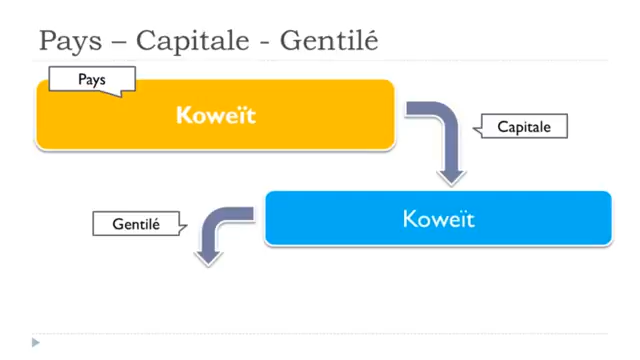 Pays – Capitale - Gentilé
Pays
Koweït
Capitale
Koweït
Gentilé